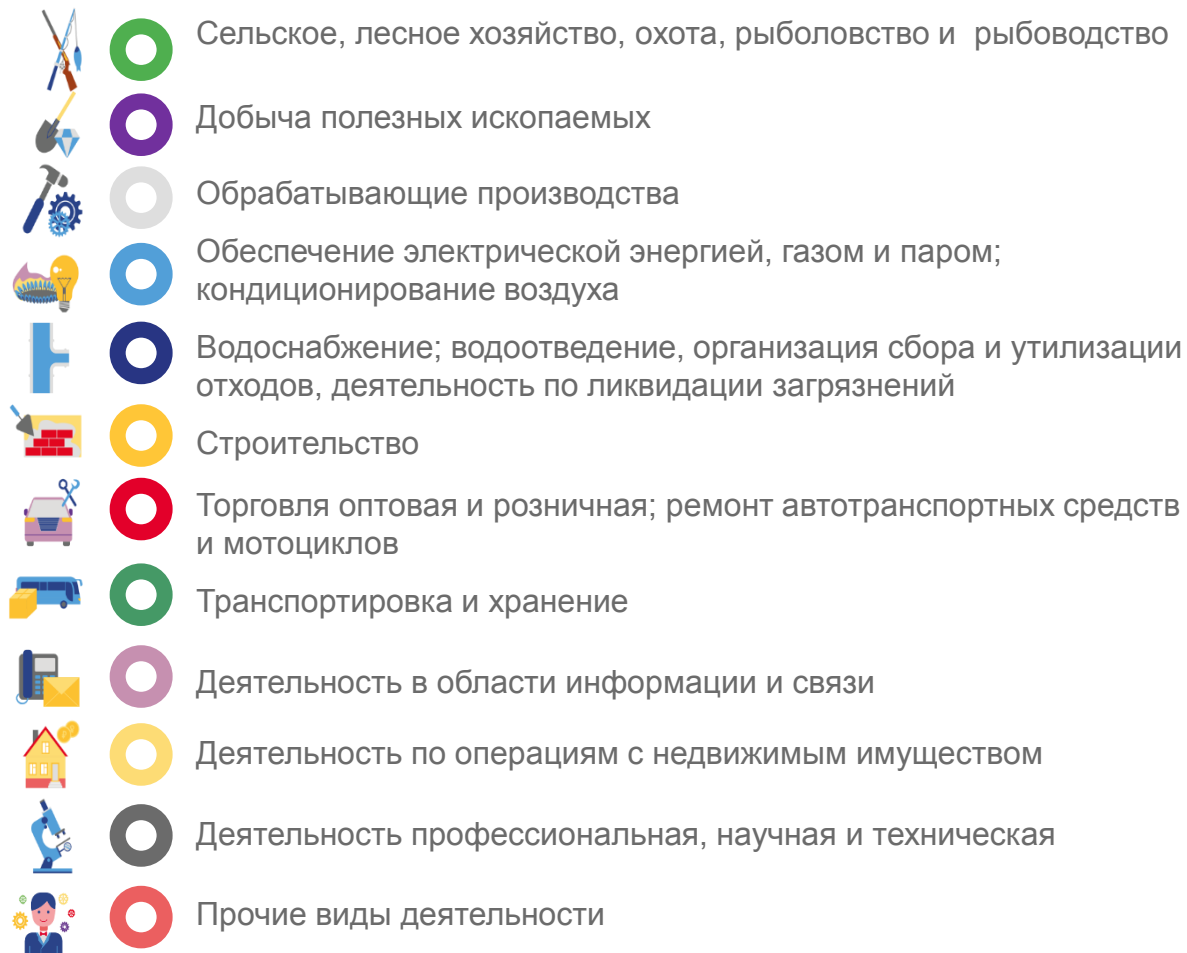 Сельское, лесное хозяйство, охота, рыболовство и рыбоводство
Добыча полезных ископаемых
Обрабатывающие производства
Обеспечение электрической энергией, газом и паром;
кондиционирование воздуха
Водоснабжение; водоотведение, организация сбора и утилизации
отходов, деятельность по ликвидации загрязнений
Строительство
Торговля оптовая и розничная; ремонт автотранспортных средств
и мотоциклов
Транспортировка и хранение
Деятельность в области информации и связи
Деятельность по операциям с недвижимым имуществом
Деятельность профессиональная, научная и техническая
Прочие виды деятельности